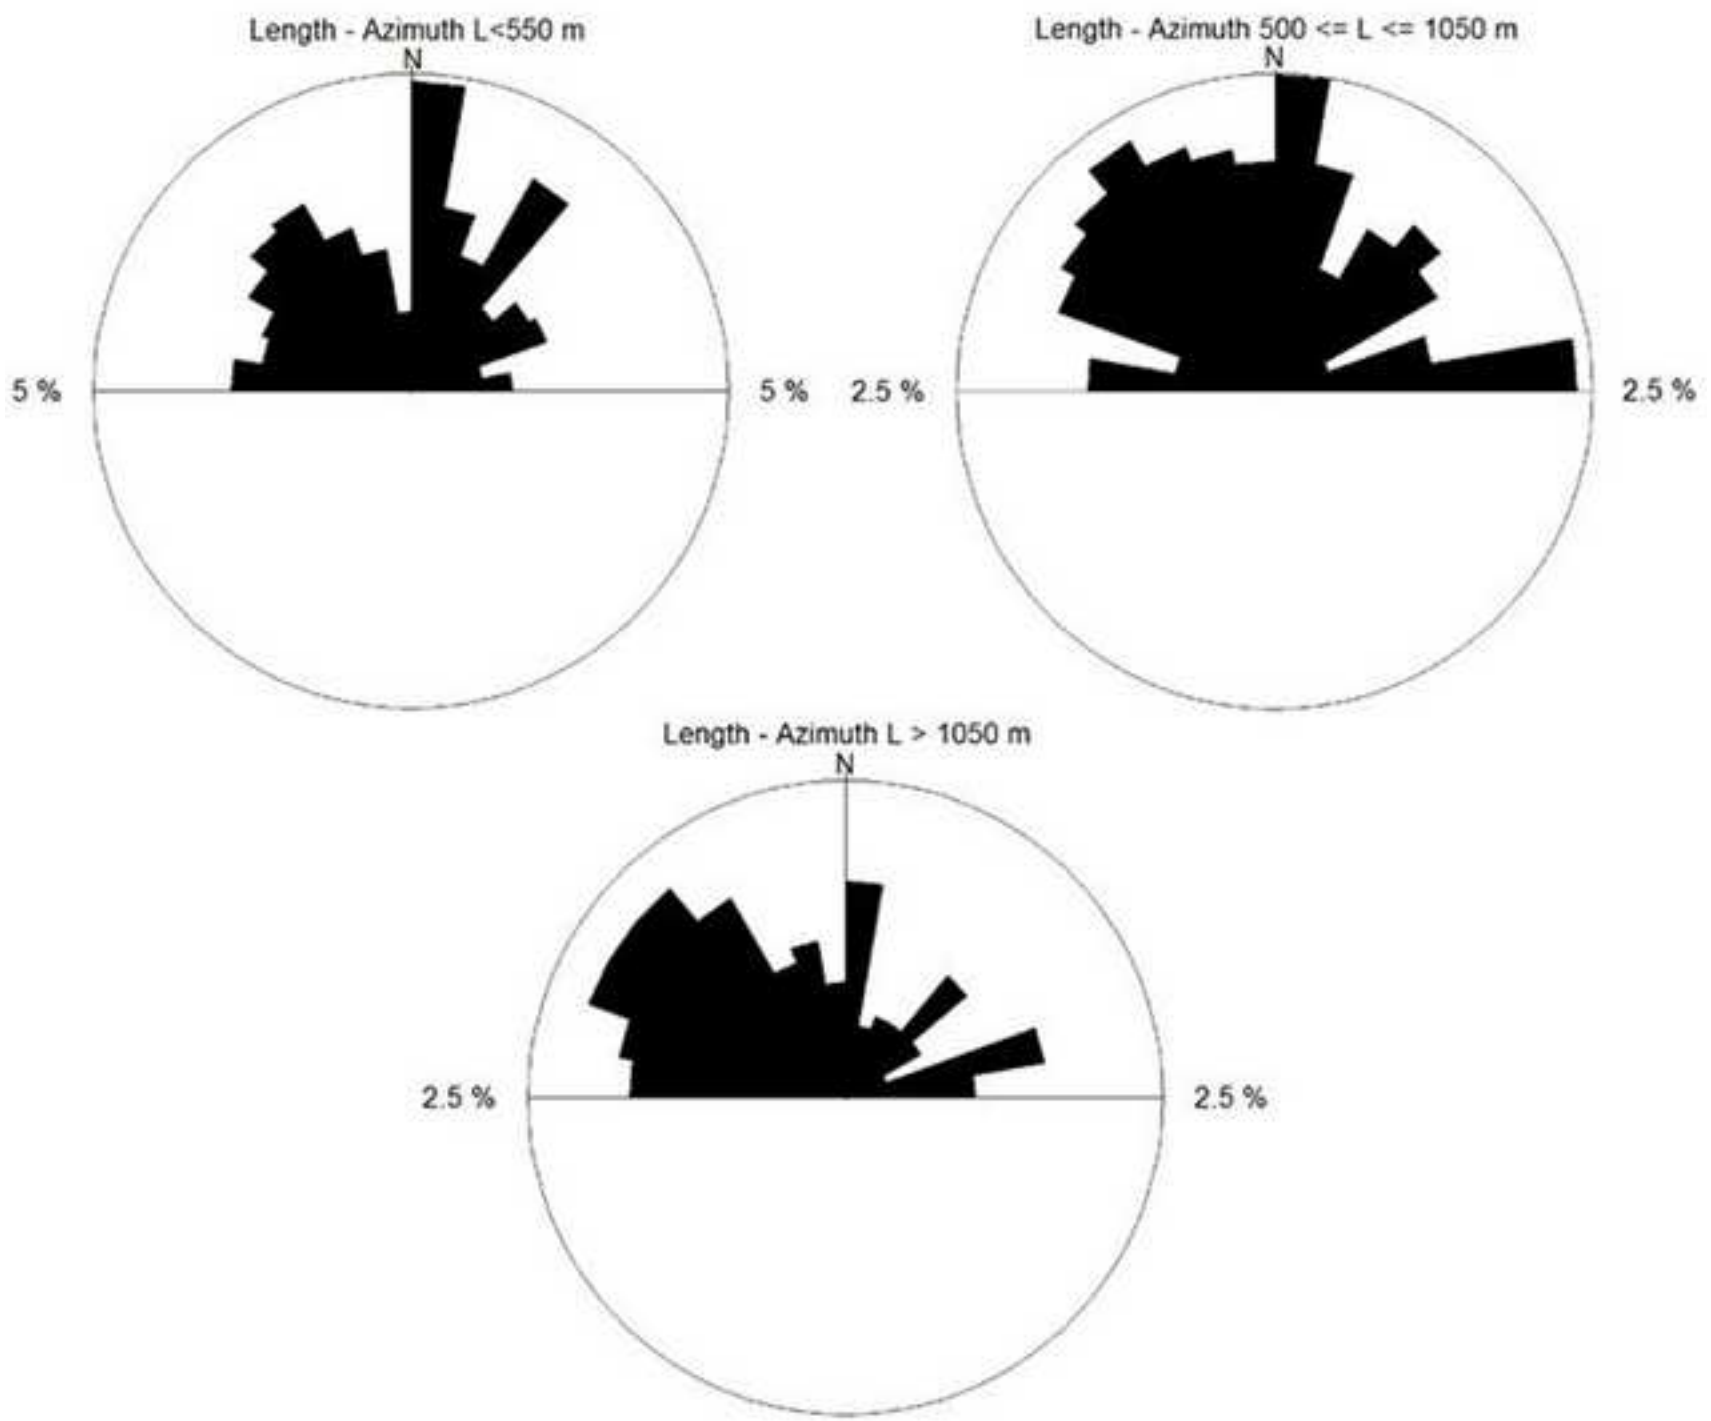 Length - Azimuth L<550 m
N
5 %
5 %
Length - Azimuth 500 <= L <= 1050 m
N
2.5 %
2.5 %
Length - Azimuth L > 1050 m
N
2.5 %
2.5 %